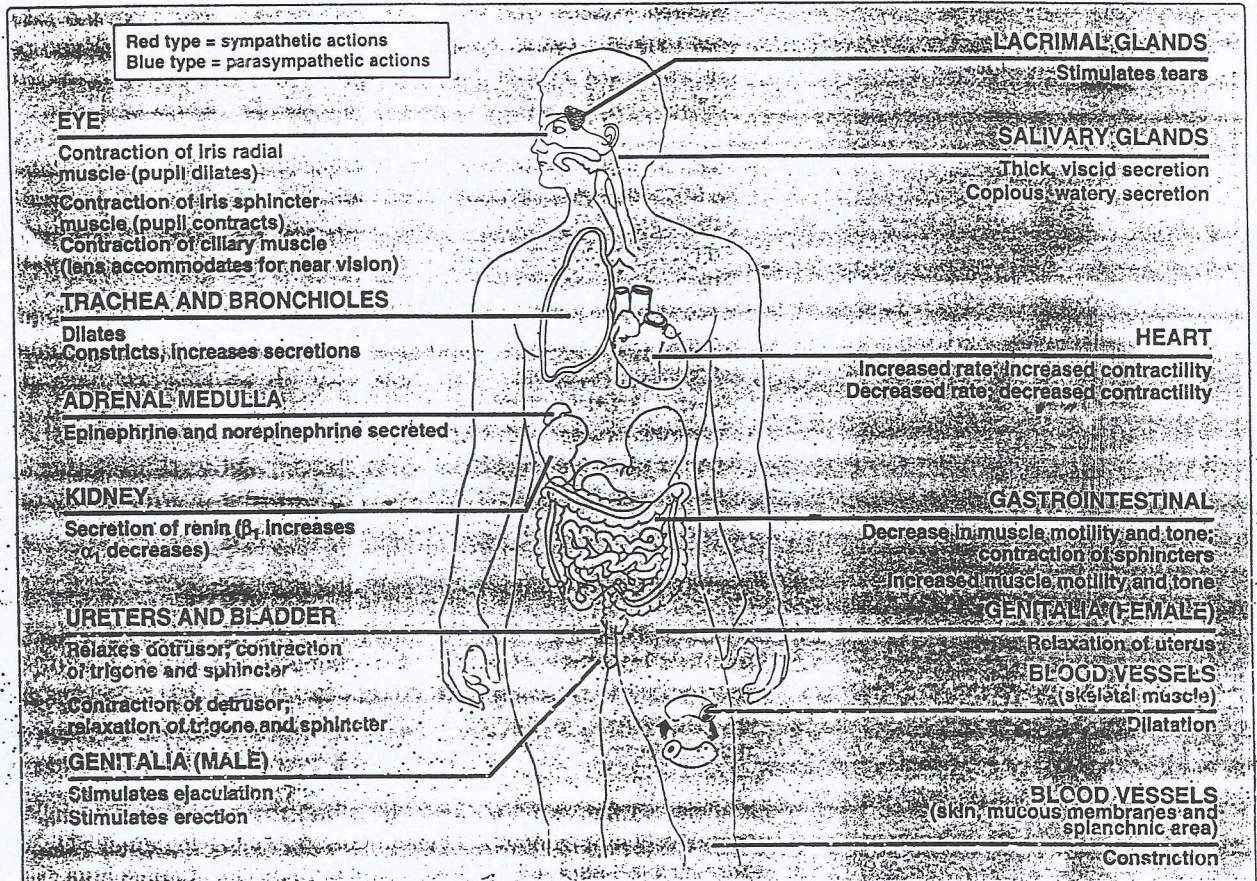 Red type = sympathetic actions
Blue type = parasympathetic actions
EYE
Contraction of iris radial
muscle (pupil dilates)
Contraction of iris sphincter
muscle (pupil contracts)
Contraction of ciliary muscle
(lens accommodates for near vision)
TRACHEA AND BRONCHIOLES
Dilates
Constricts, increases secretions
ADRENAL MEDULLA
Epinephrine and norepinephrine secreted
KIDNEY
Secretion of renin (β₁ increases
α₁ decreases)
URETERS AND BLADDER
Relaxes detrusor; contraction
of trigone and sphincter
Contraction of detrusor;
relaxation of trigone and sphincter
GENITALIA (MALE)
Stimulates ejaculation
Stimulates erection
LACRIMAL GLANDS
Stimulates tears
SALIVARY GLANDS
Thick, viscid secretion
Copious, watery secretion
HEART
Increased rate; increased contractility
Decreased rate; decreased contractility
GASTROINTESTINAL
Decrease in muscle motility and tone;
contraction of sphincters
Increased muscle motility and tone
GENITALIA (FEMALE)
Relaxation of uterus
BLOOD VESSELS
(skeletal muscle)
Dilatation
BLOOD VESSELS
(skin, mucous membranes and
splanchnic area)
Constriction